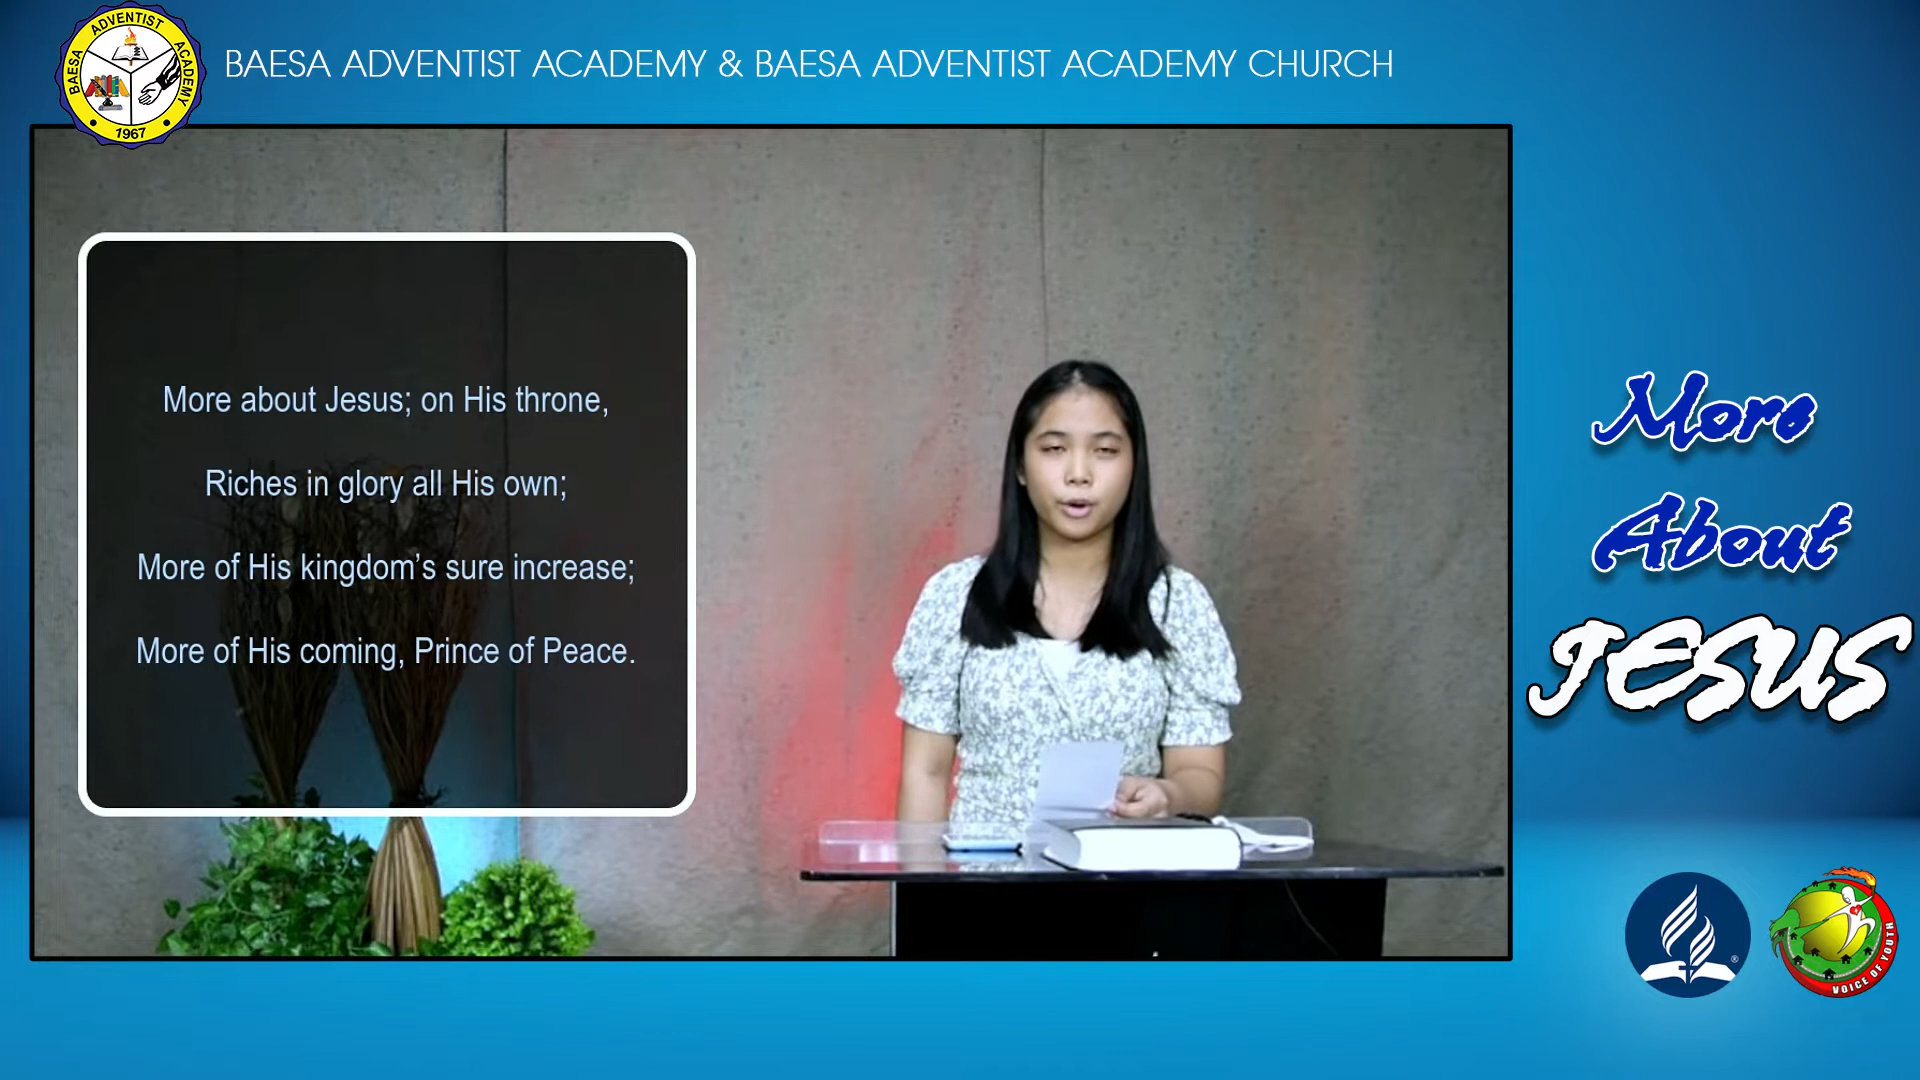 BAESA ADVENTIST ACADEMY
1967
BAESA ADVENTIST ACADEMY & BAESA ADVENTIST ACADEMY CHURCH
More about Jesus; on His throne,
Riches in glory all His own;
More of His kingdom’s sure increase;
More of His coming, Prince of Peace.
More
About
JESUS
®
VOICE OF YOUTH